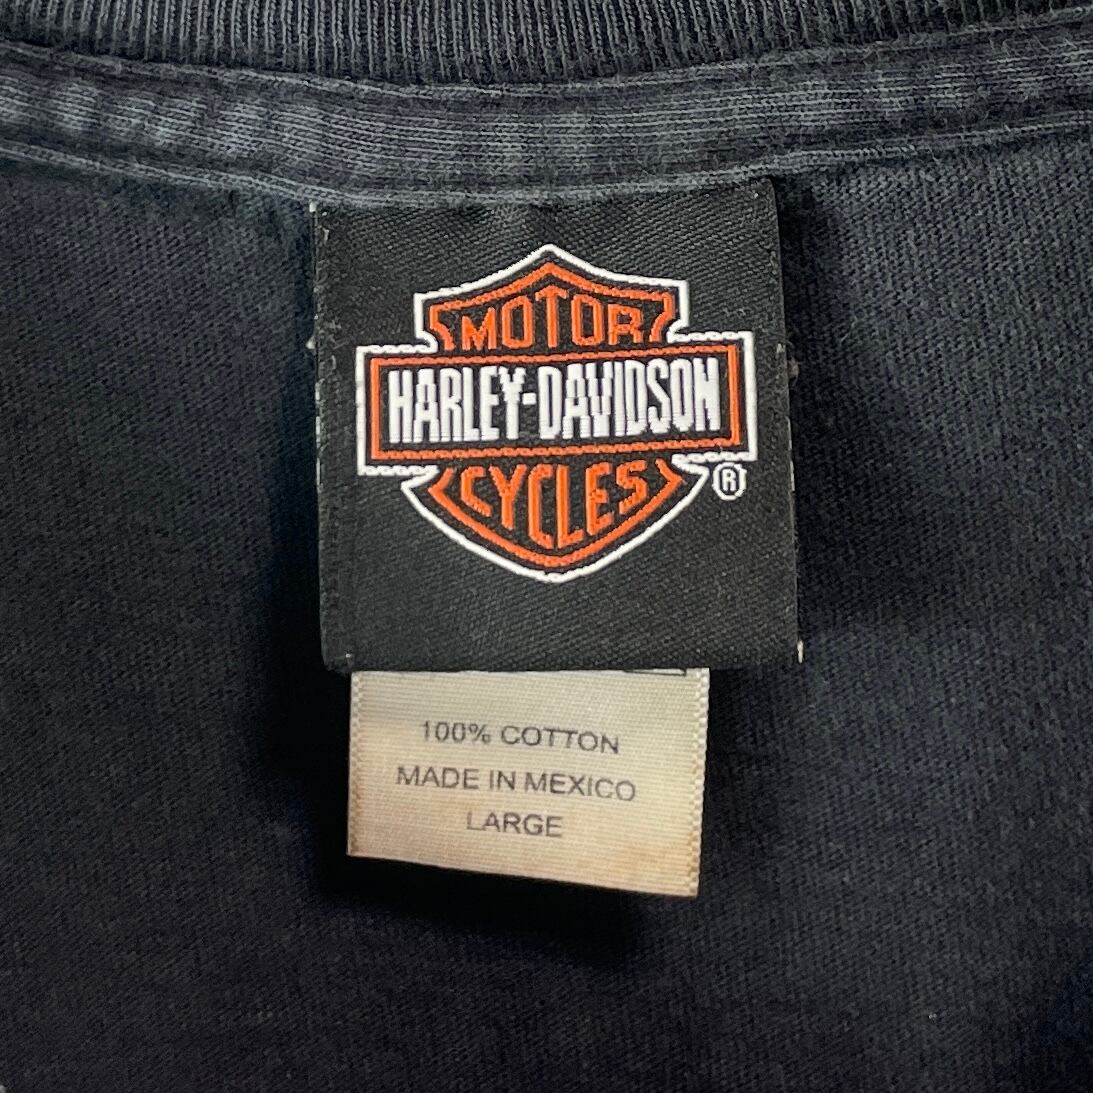 MOTOR
HARLEY-DAVIDSON
CYCLES
®
100% COTTON
MADE IN MEXICO
LARGE